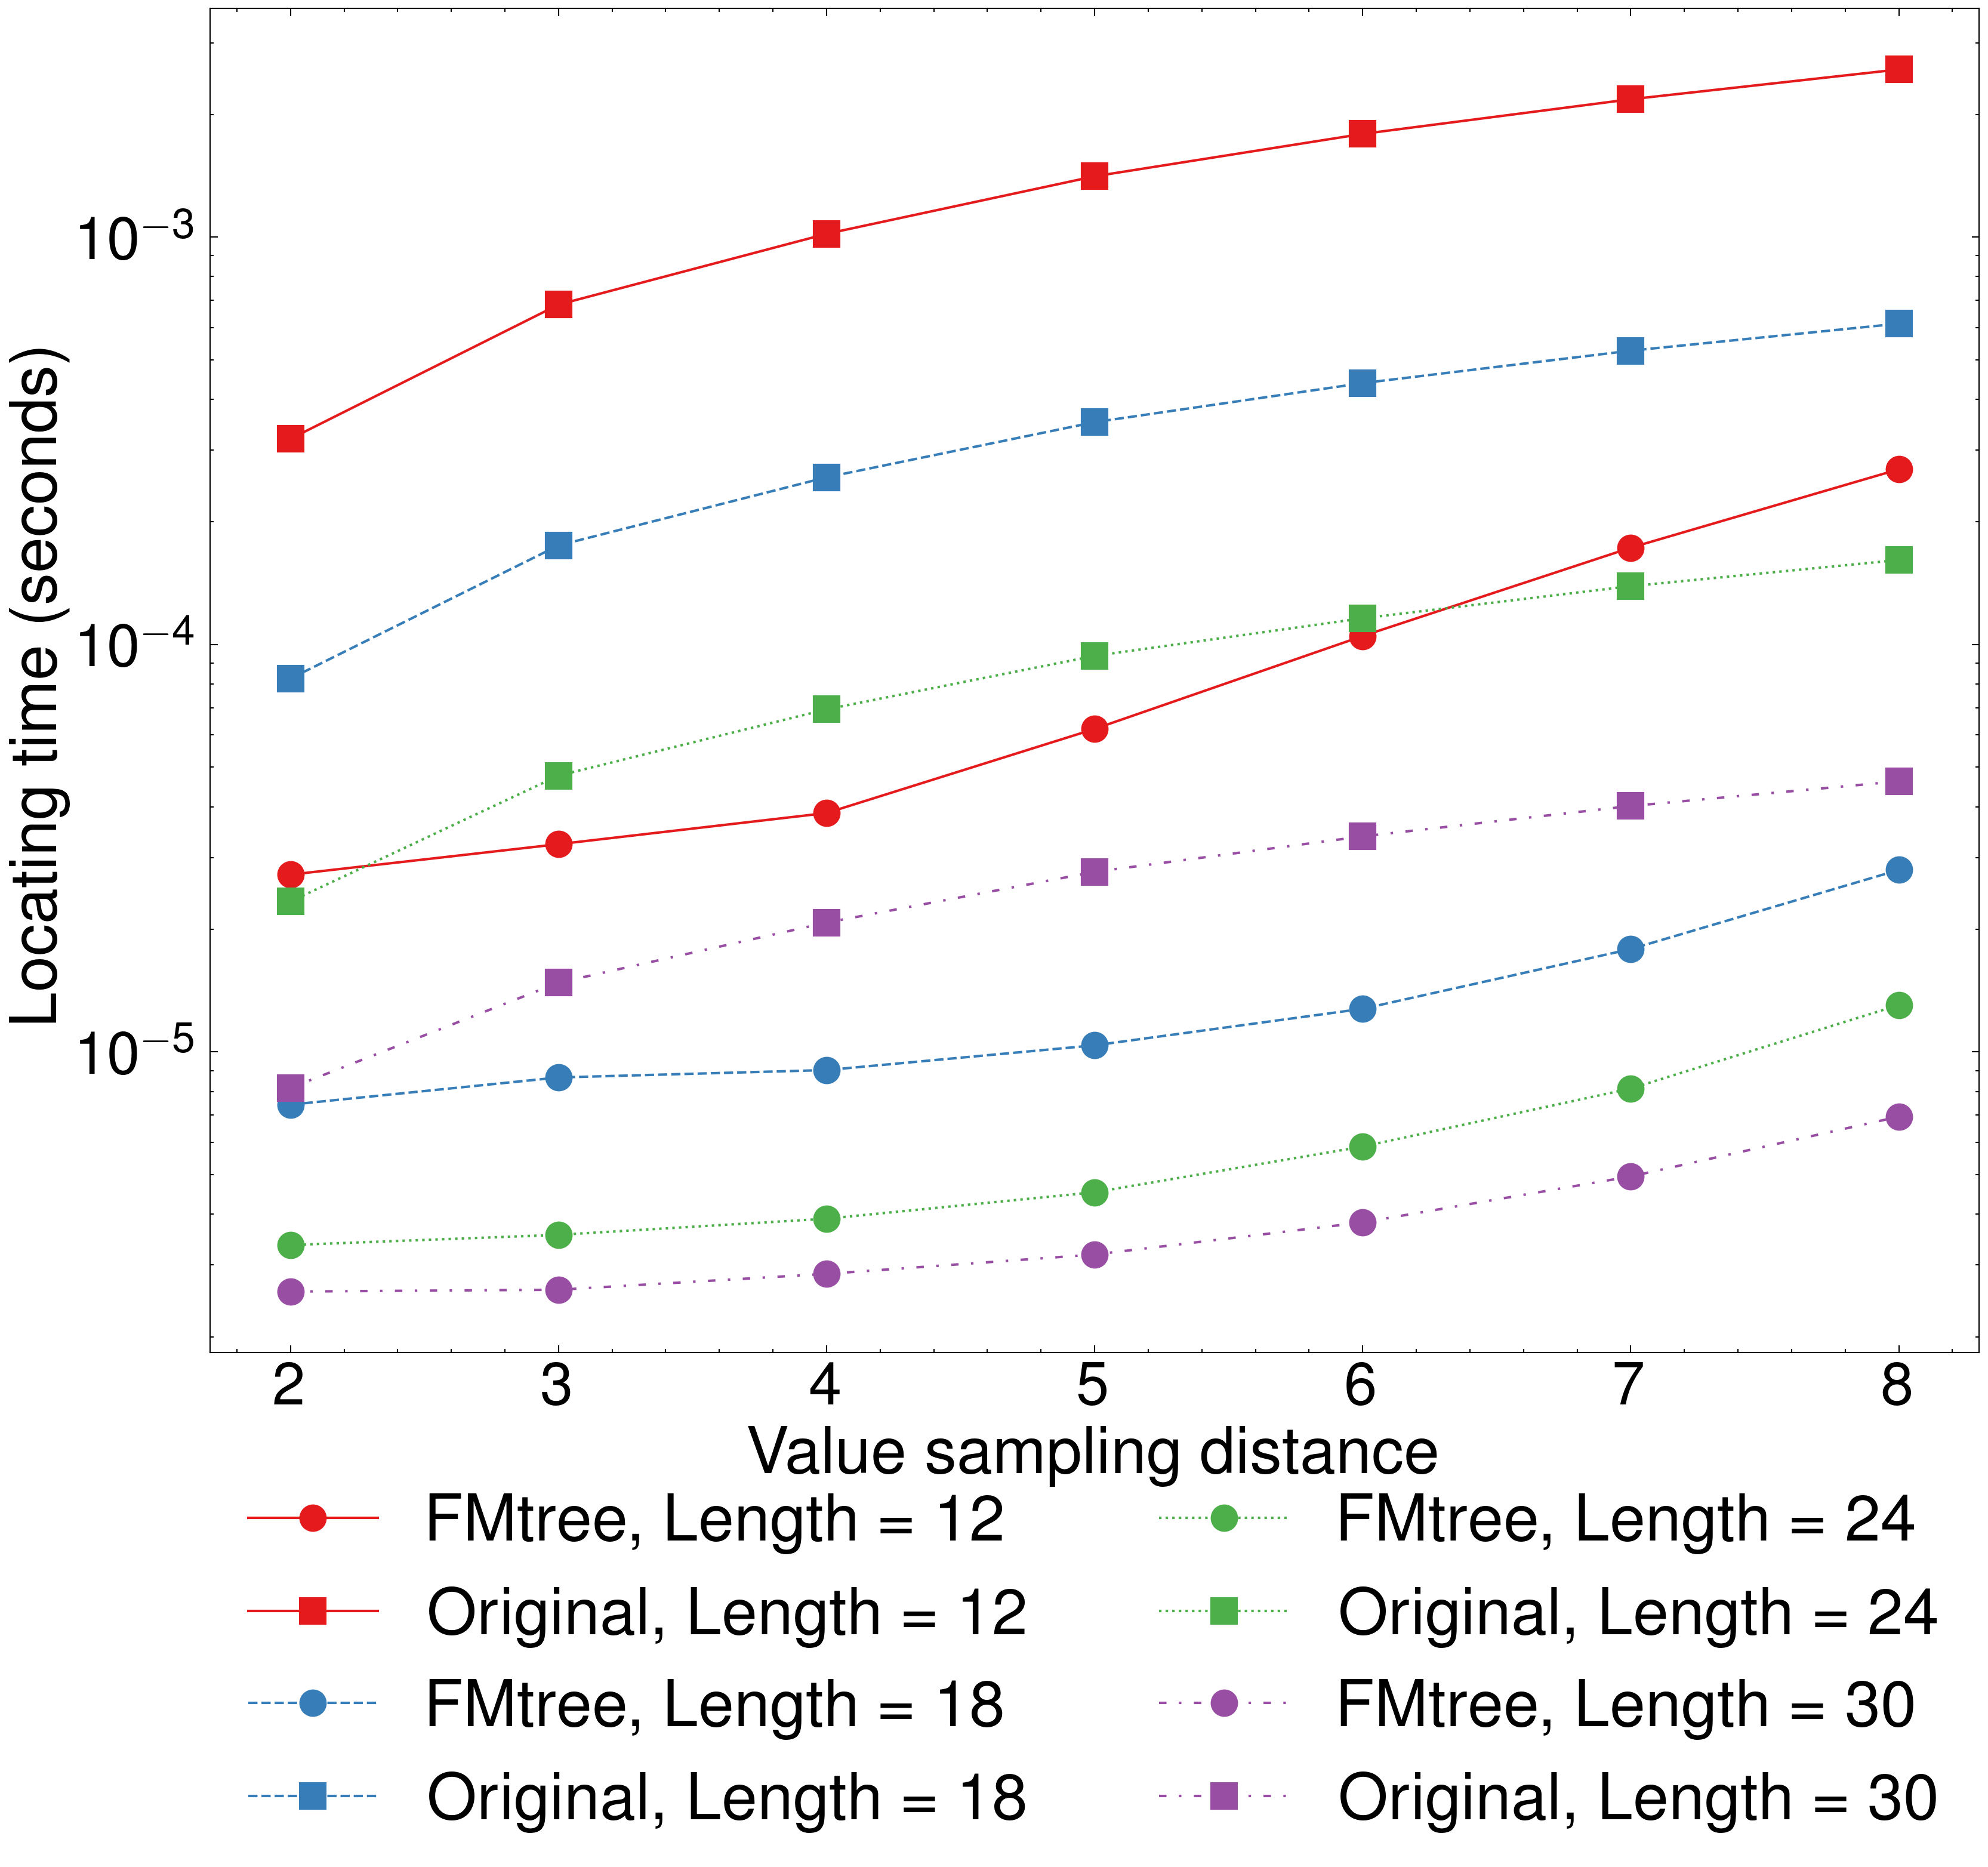 Locating time (seconds)
10⁻³
10⁻⁴
10⁻⁵
2 3 4 5 6 7 8
Value sampling distance
FMtree, Length = 12
Original, Length = 12
FMtree, Length = 18
Original, Length = 18
FMtree, Length = 24
Original, Length = 24
FMtree, Length = 30
Original, Length = 30